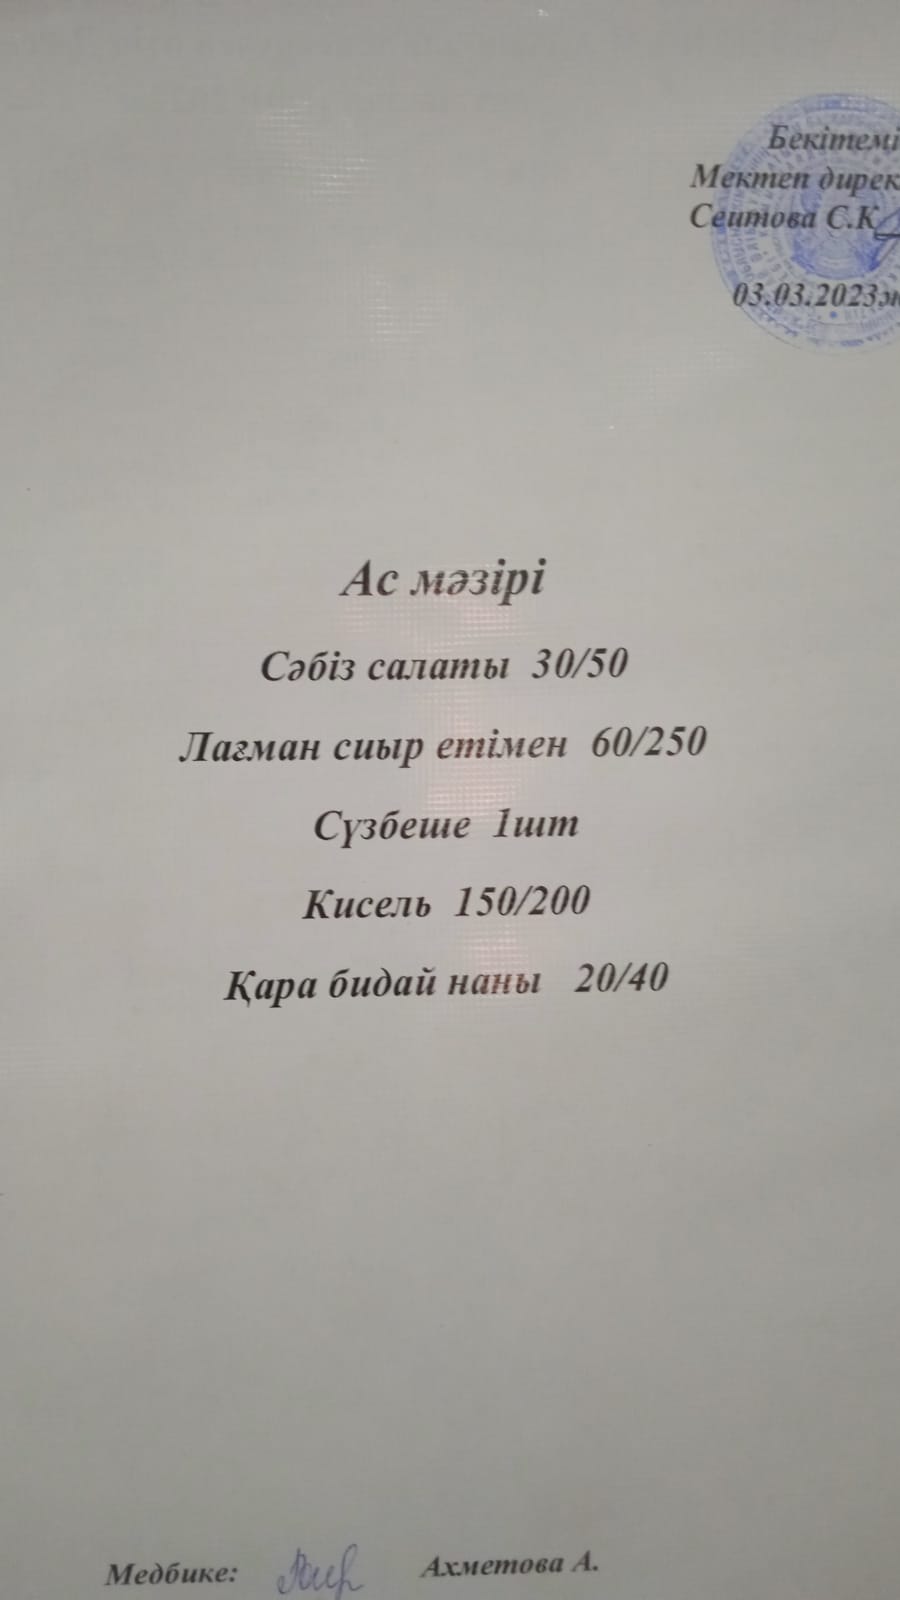 Бекітемі
Мектеп дирек
Сеитова С.К
03.03.2023ж
Ас мәзірі
Сәбіз салаты 30/50
Лағман сиыр етімен 60/250
Сүзбеше 1шт
Кисель 150/200
Қара бидай наны 20/40
Медбике: Ахметова А.